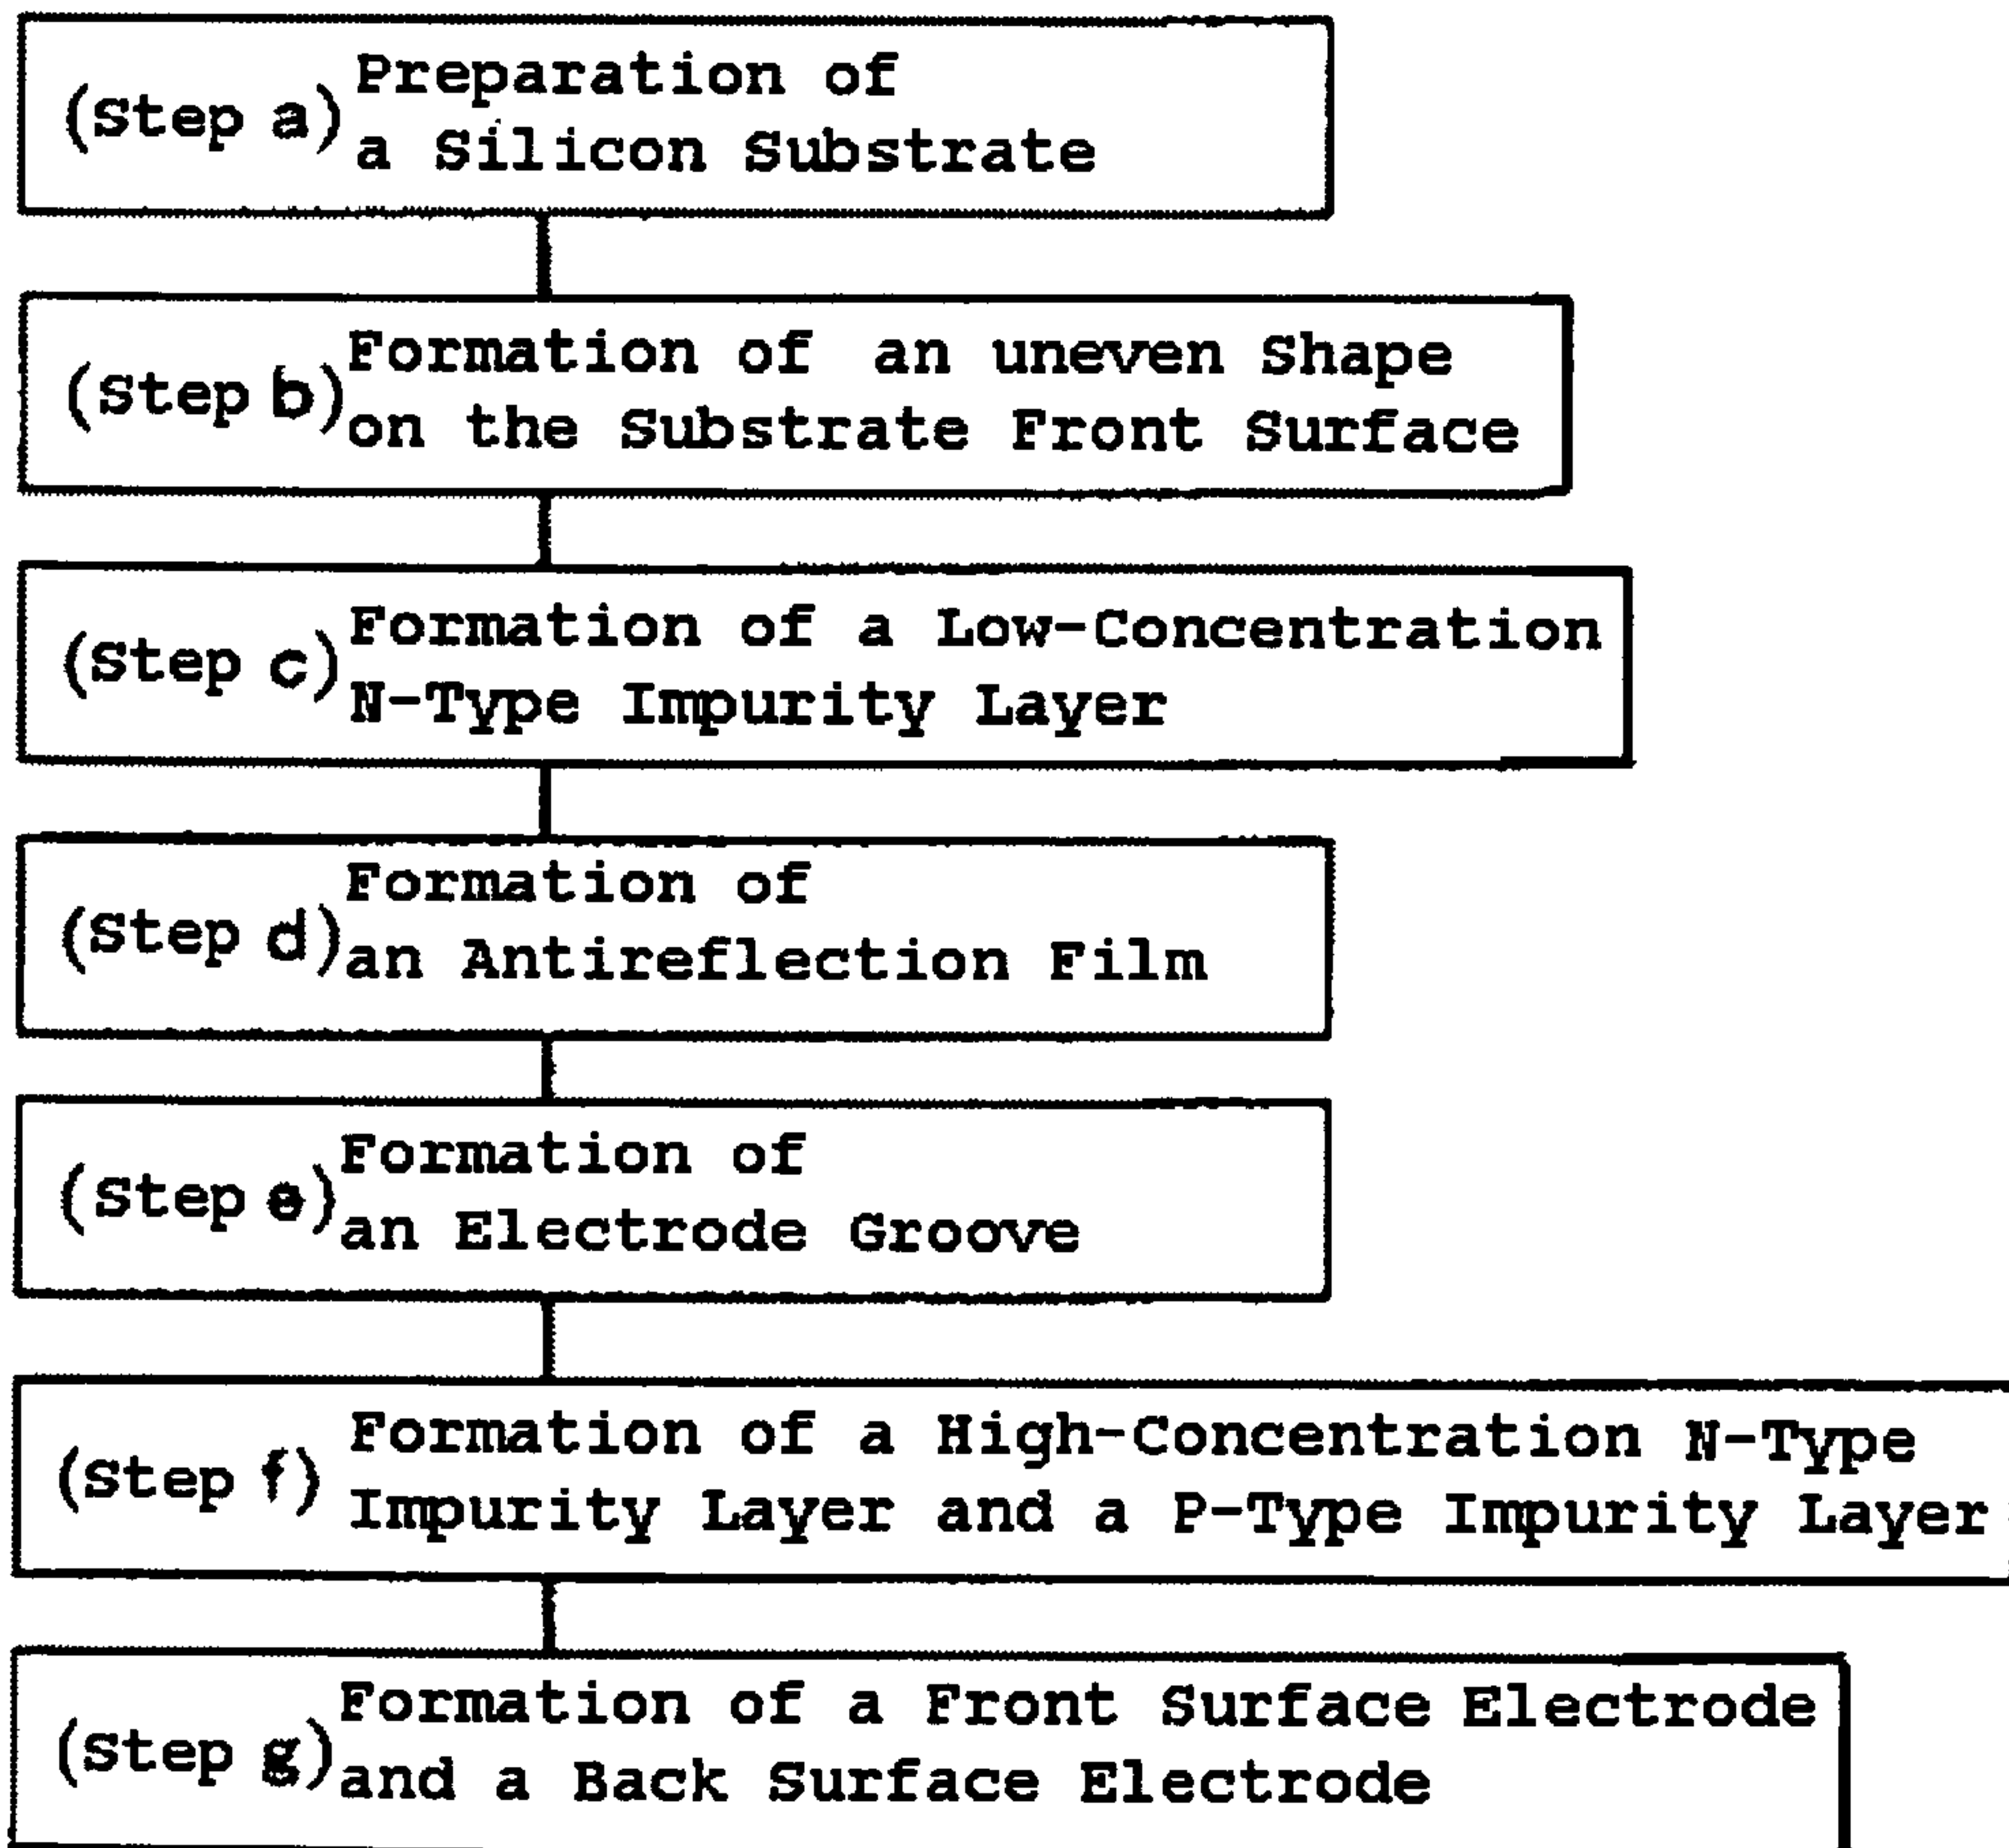 (Step a) Preparation of
a Silicon Substrate
(Step b) Formation of an uneven Shape
on the Substrate Front Surface
(Step c) Formation of a Low-Concentration
N-Type Impurity Layer
(Step d) Formation of
an Antireflection Film
(Step e) Formation of
an Electrode Groove
(Step f) Formation of a High-Concentration N-Type
Impurity Layer and a P-Type Impurity Layer
(Step g) Formation of a Front Surface Electrode
and a Back Surface Electrode